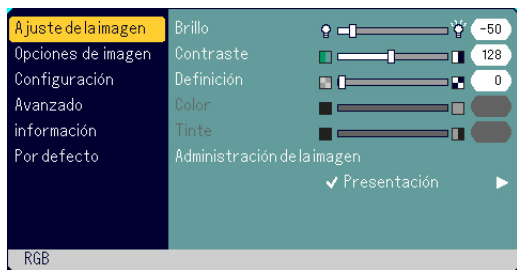 Ajuste de la imagen
Opciones de imagen
Configuración
Avanzado
información
Por defecto
Brillo -50
Contraste 128
Definición 0
Color
Tinte
Administración de la imagen
✓ Presentación
RGB